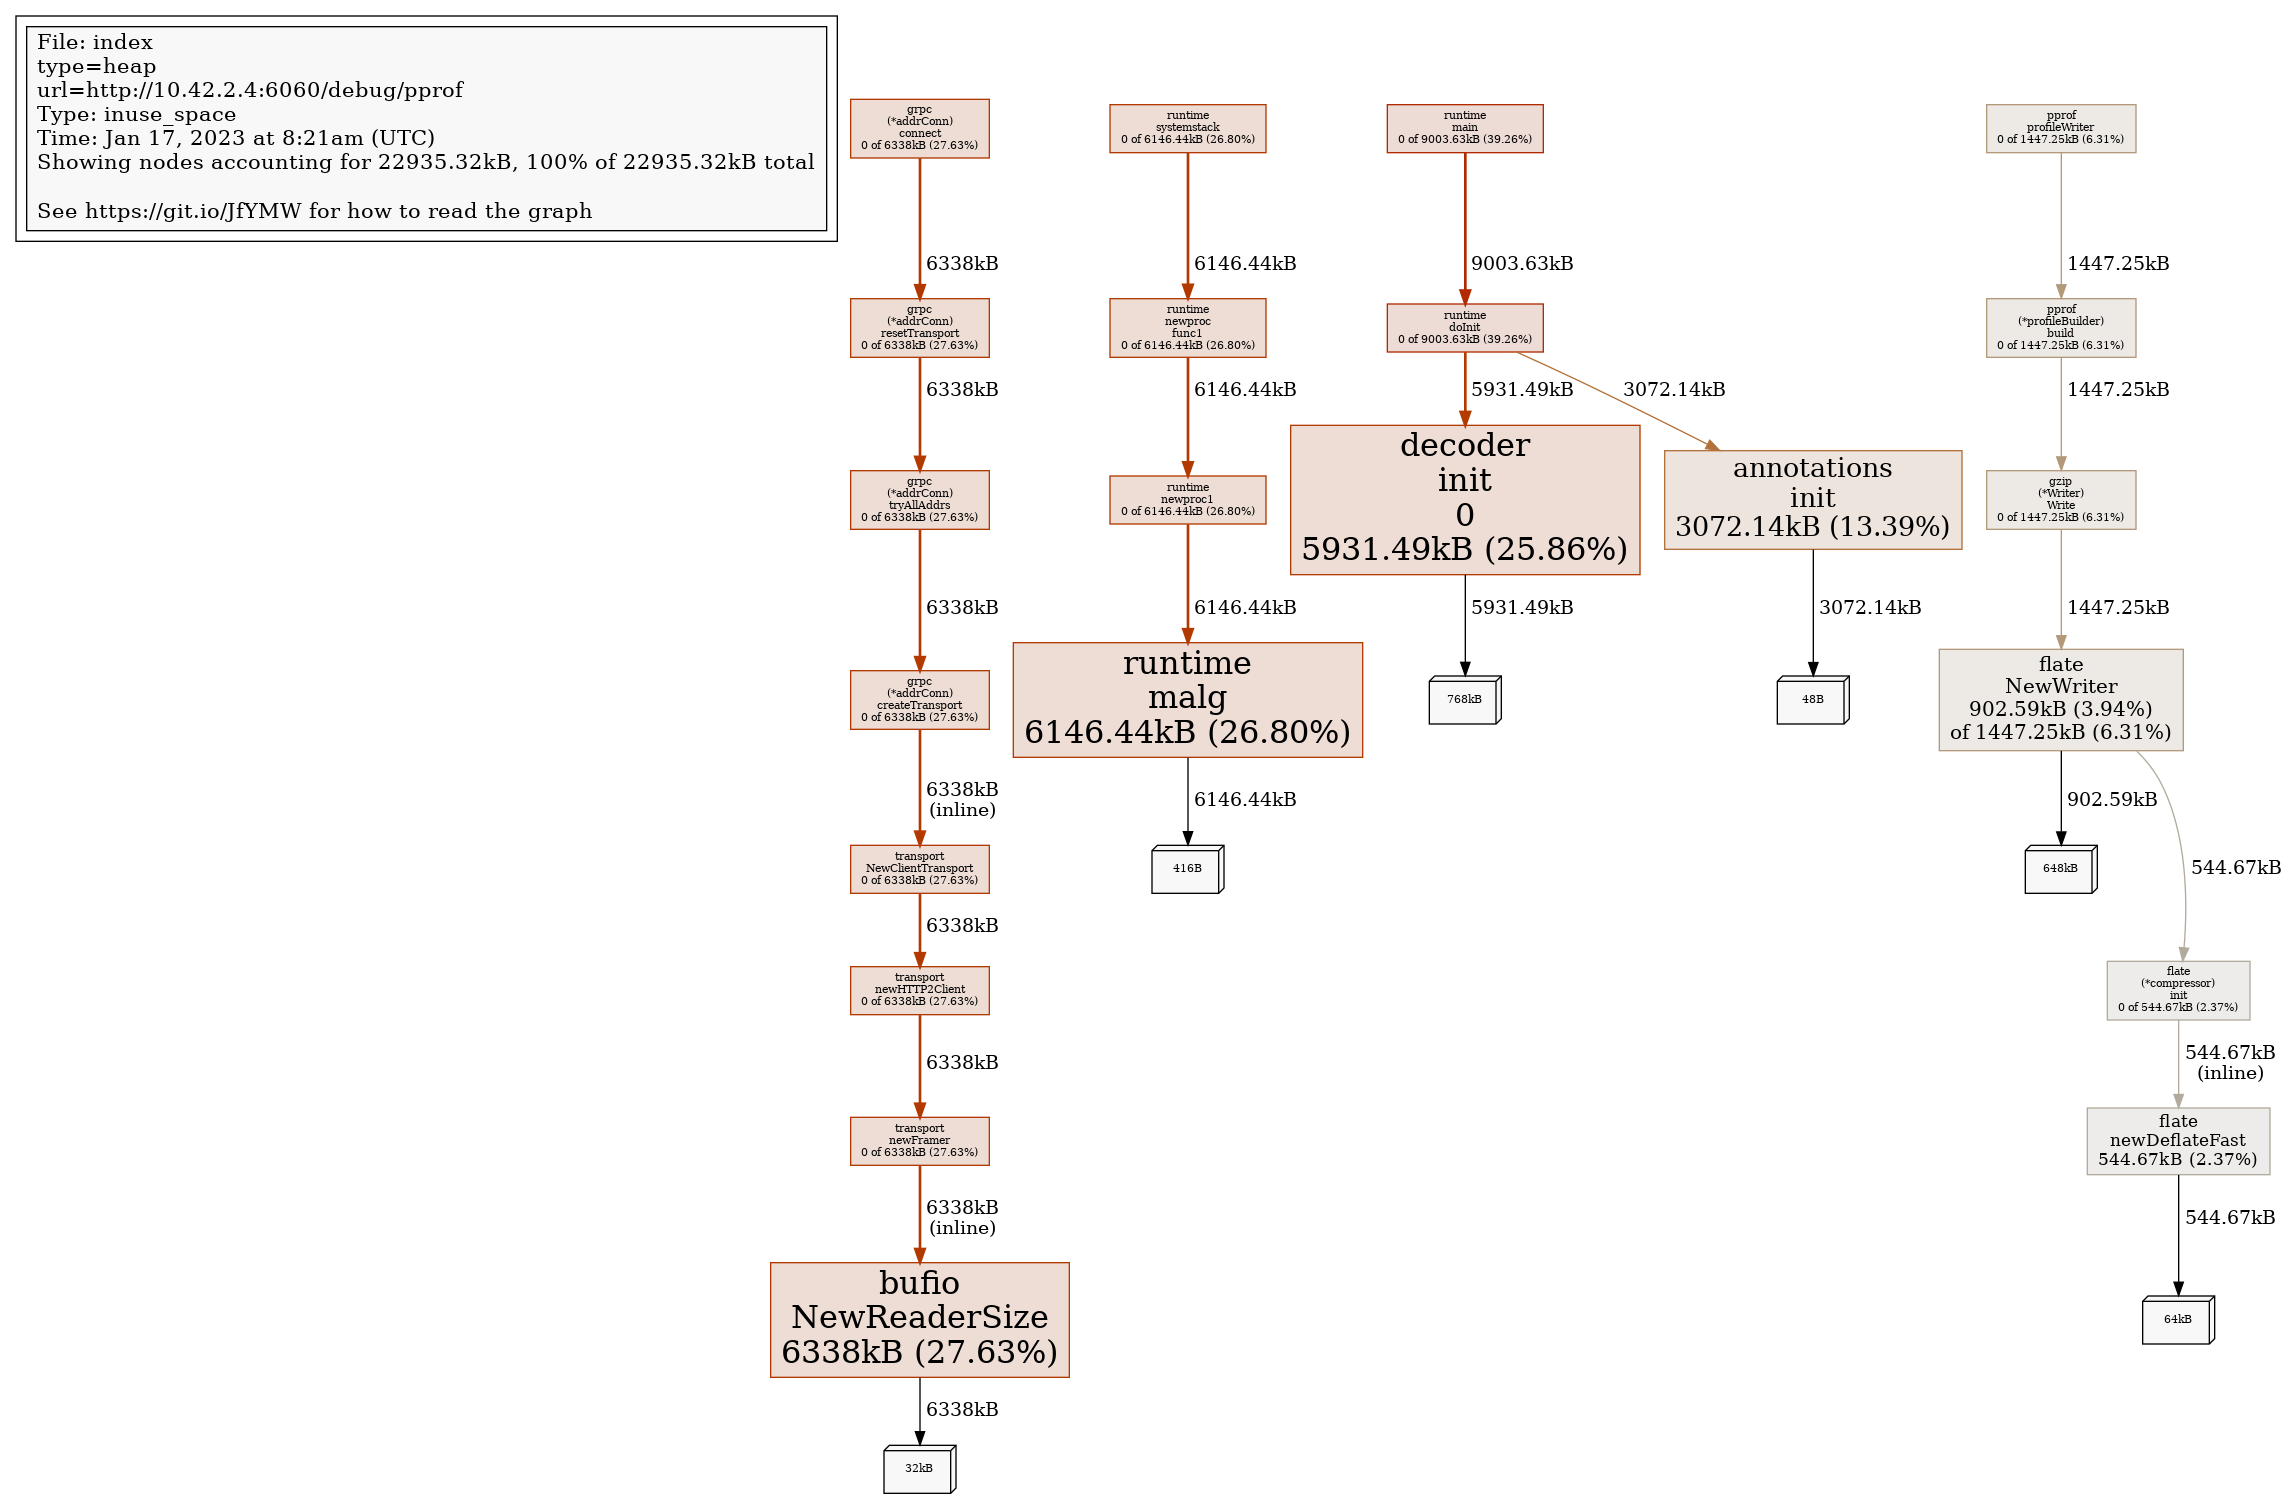 File: index
type=heap
url=http://10.42.2.4:6060/debug/pprof
Type: inuse_space
Time: Jan 17, 2023 at 8:21am (UTC)
Showing nodes accounting for 22935.32kB, 100% of 22935.32kB total
See https://git.io/JfYMW for how to read the graph
grpc
(*addrConn)
connect
0 of 6338kB (27.63%)
6338kB
grpc
(*addrConn)
resetTransport
0 of 6338kB (27.63%)
6338kB
grpc
(*addrConn)
tryAllAddrs
0 of 6338kB (27.63%)
6338kB
grpc
(*addrConn)
createTransport
0 of 6338kB (27.63%)
6338kB
(inline)
transport
NewClientTransport
0 of 6338kB (27.63%)
6338kB
transport
newHTTP2Client
0 of 6338kB (27.63%)
6338kB
transport
newFramer
0 of 6338kB (27.63%)
6338kB
(inline)
bufio
NewReaderSize
6338kB (27.63%)
6338kB
32kB
runtime
systemstack
0 of 6146.44kB (26.80%)
6146.44kB
runtime
newproc
func1
0 of 6146.44kB (26.80%)
6146.44kB
runtime
newproc1
0 of 6146.44kB (26.80%)
6146.44kB
runtime
malg
6146.44kB (26.80%)
6146.44kB
416B
runtime
main
0 of 9003.63kB (39.26%)
9003.63kB
runtime
doInit
0 of 9003.63kB (39.26%)
5931.49kB
3072.14kB
decoder
init
0
5931.49kB (25.86%)
5931.49kB
768kB
annotations
init
3072.14kB (13.39%)
3072.14kB
48B
pprof
profileWriter
0 of 1447.25kB (6.31%)
1447.25kB
pprof
(*profileBuilder)
build
0 of 1447.25kB (6.31%)
1447.25kB
gzip
(*Writer)
Write
0 of 1447.25kB (6.31%)
1447.25kB
flate
NewWriter
902.59kB (3.94%)
of 1447.25kB (6.31%)
902.59kB
648kB
544.67kB
flate
(*compressor)
init
0 of 544.67kB (2.37%)
544.67kB
(inline)
flate
newDeflateFast
544.67kB (2.37%)
544.67kB
64kB